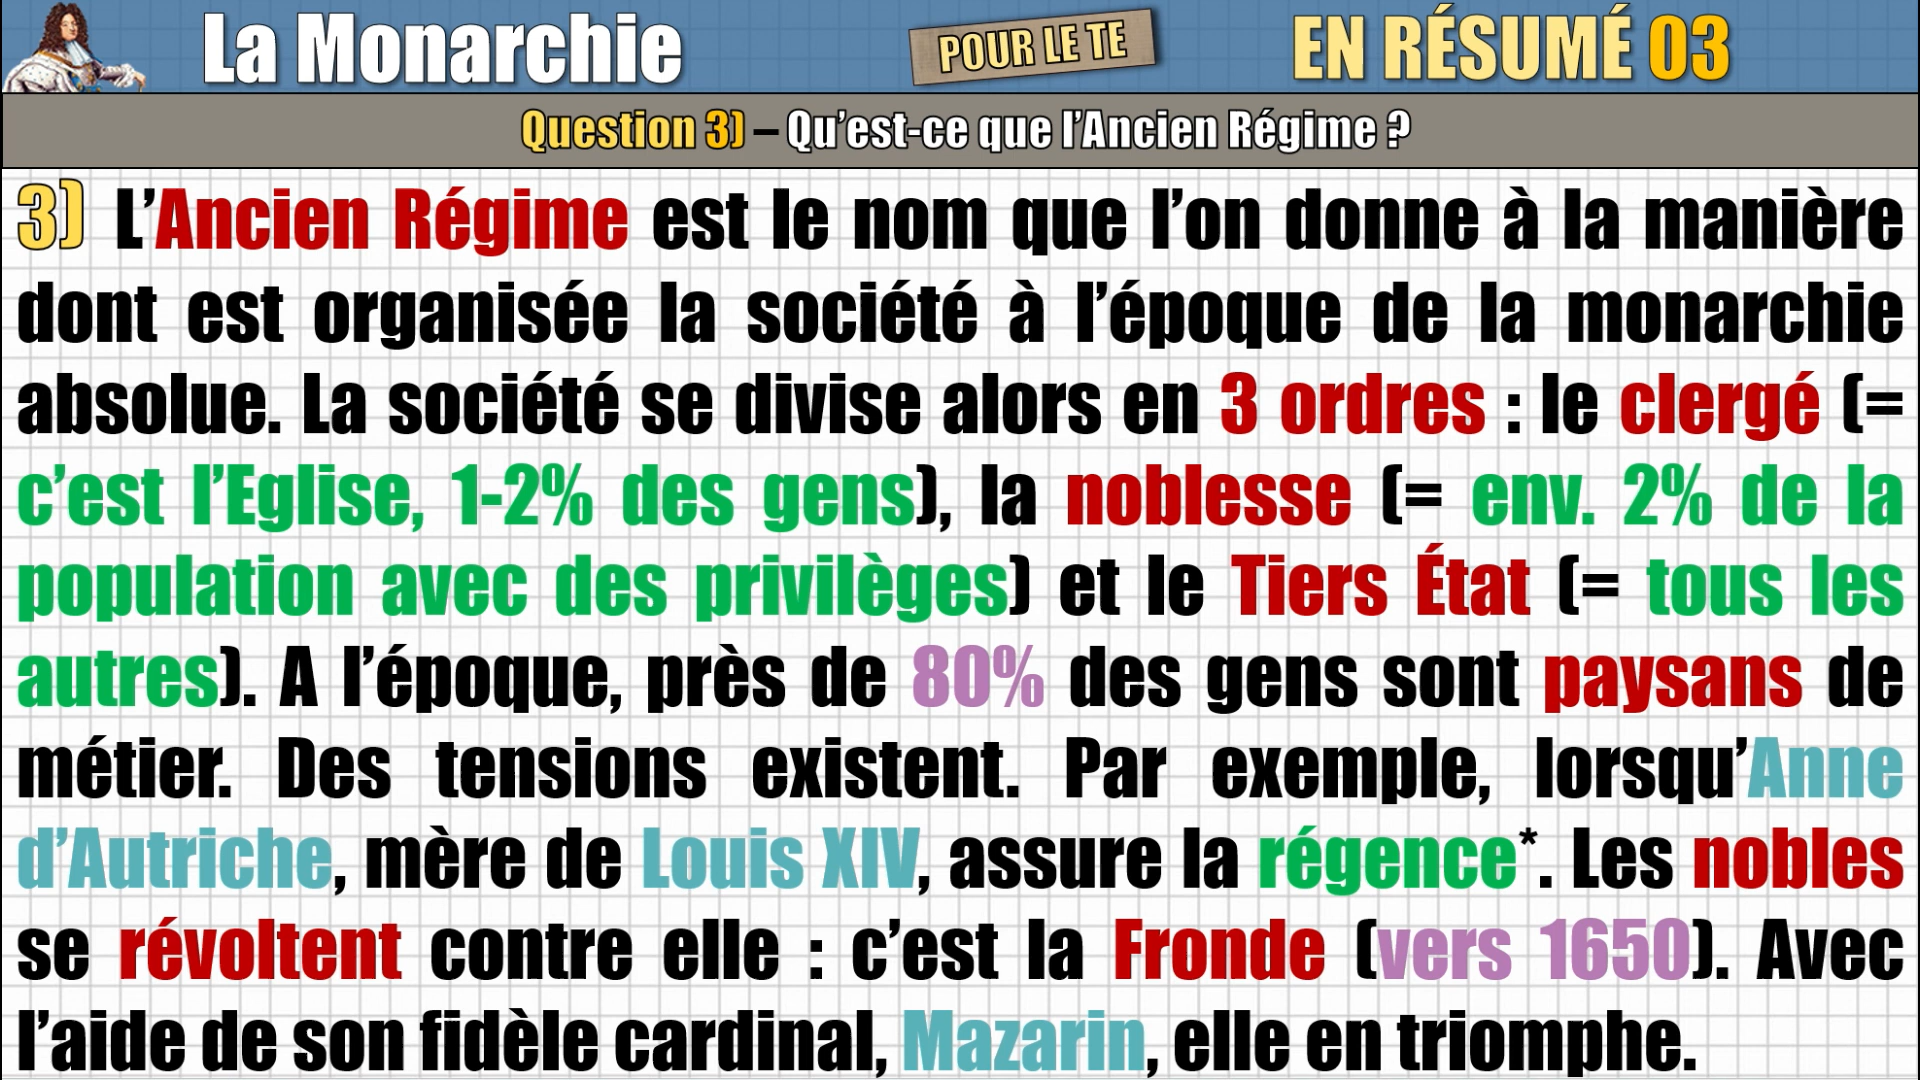 La Monarchie
POUR LE TE
EN RÉSUMÉ 03
Question 3) – Qu’est-ce que l’Ancien Régime ?
3) L’Ancien Régime est le nom que l’on donne à la manière
dont est organisée la société à l’époque de la monarchie
absolue. La société se divise alors en 3 ordres : le clergé (=
c’est l’Eglise, 1-2% des gens), la noblesse (= env. 2% de la
population avec des privilèges) et le Tiers État (= tous les
autres). A l’époque, près de 80% des gens sont paysans de
métier. Des tensions existent. Par exemple, lorsqu’Anne
d’Autriche, mère de Louis XIV, assure la régence*. Les nobles
se révoltent contre elle : c’est la Fronde (vers 1650). Avec
l’aide de son fidèle cardinal, Mazarin, elle en triomphe.